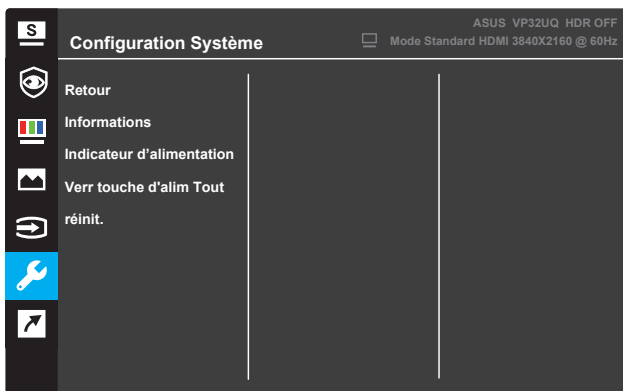 S
ASUS VP32UQ HDR OFF
Configuration Système
Mode Standard HDMI 3840X2160 @ 60Hz
Retour
Informations
Indicateur d’alimentation
Verr touche d'alim Tout
réinit.